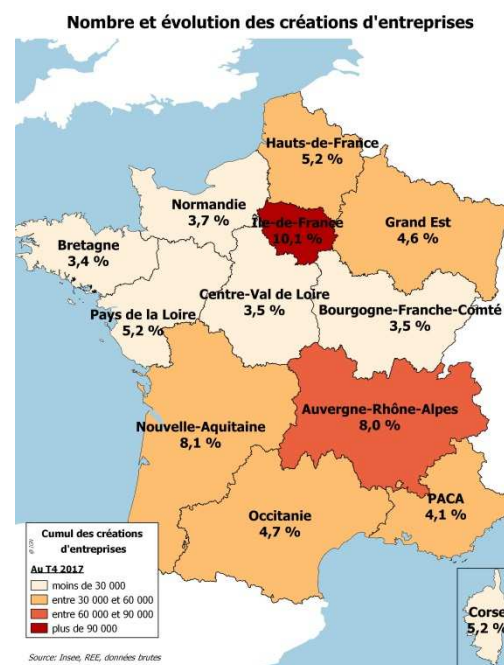 Nombre et évolution des créations d'entreprises
Hauts-de-France
5,2 %
Normandie
3,7 %
Île-de-France
10,1 %
Grand Est
4,6 %
Bretagne
3,4 %
Pays de la Loire
5,2 %
Centre-Val de Loire
3,5 %
Bourgogne-Franche-Comté
3,5 %
Nouvelle-Aquitaine
8,1 %
Auvergne-Rhône-Alpes
8,0 %
Occitanie
4,7 %
PACA
4,1 %
Corse
5,2 %
Cumul des créations
d'entreprises
Au T4 2017
moins de 30 000
entre 30 000 et 60 000
entre 60 000 et 90 000
plus de 90 000
Source: Insee, REE, données brutes